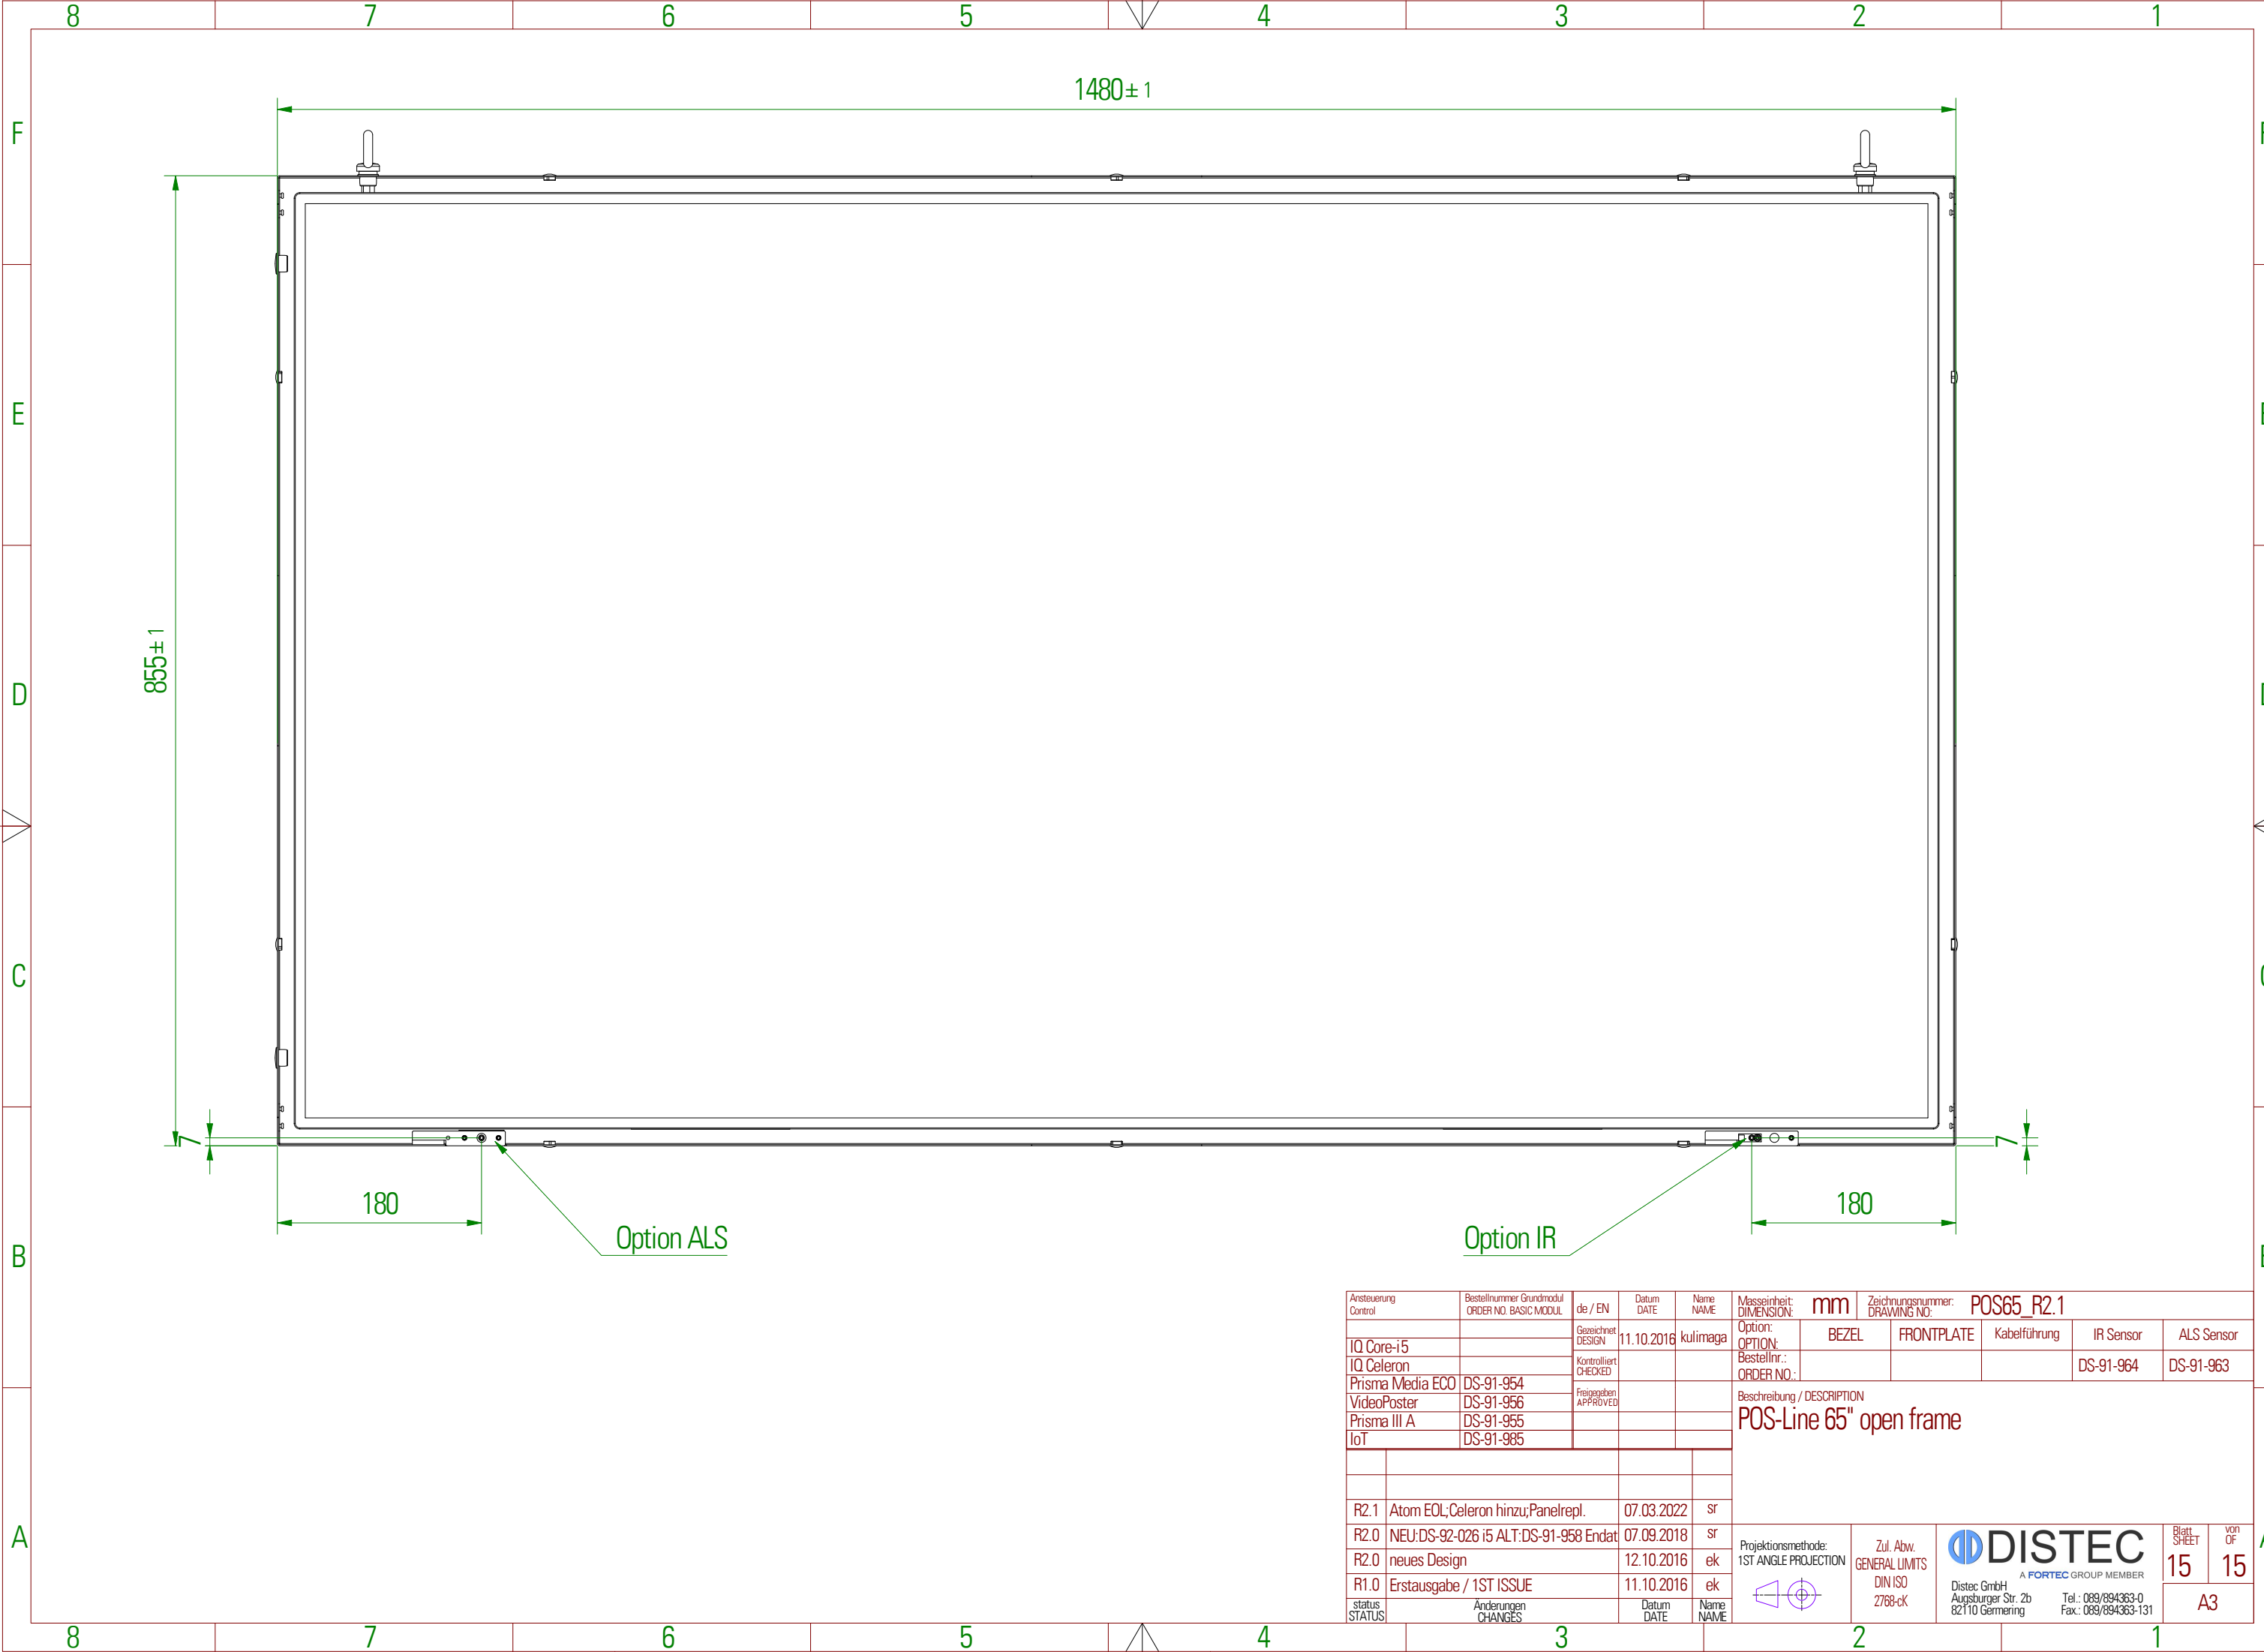 8 7 6 5 4 3 2 1
1480± 1
F
E
855± 1
D
C
7
7
180
180
Option ALS
Option IR
B
A
Ansteuerung
Control
Bestellnummer Grundmodul
ORDER NO. BASIC MODUL
de / EN
Datum
DATE
Name
NAME
Masseinheit:
DIMENSION:
mm
Zeichnungsnummer:
DRAWING NO:
POS65_R2.1
Gezeichnet
DESIGN
11.10.2016
kulimaga
Option:
OPTION:
BEZEL
FRONTPLATE
Kabelführung
IR Sensor
ALS Sensor
IQ Core-i5
IQ Celeron
Kontrolliert
CHECKED
Bestellnr.:
ORDER NO.:
DS-91-964
DS-91-963
Prisma Media ECO DS-91-954
VideoPoster DS-91-956
Prisma III A DS-91-955
IoT DS-91-985
Freigegeben
APPROVED
Beschreibung / DESCRIPTION
POS-Line 65" open frame
R2.1 Atom EOL;Celeron hinzu;Panelrepl. 07.03.2022 sr
R2.0 NEU:DS-92-026 i5 ALT:DS-91-958 Endat 07.09.2018 sr
R2.0 neues Design 12.10.2016 ek
R1.0 Erstausgabe / 1ST ISSUE 11.10.2016 ek
status
STATUS
Änderungen
CHANGES
Datum
DATE
Name
NAME
Projektionsmethode:
1ST ANGLE PROJECTION
Zul. Abw.
GENERAL LIMITS
DIN ISO
2768-cK
DISTEC
A FORTEC GROUP MEMBER
Distec GmbH
Augsburger Str. 2b
82110 Germering
Tel.: 089/894363-0
Fax.: 089/894363-131
Blatt
SHEET
15
von
OF
15
A3
8 7 6 5 4 3 2 1